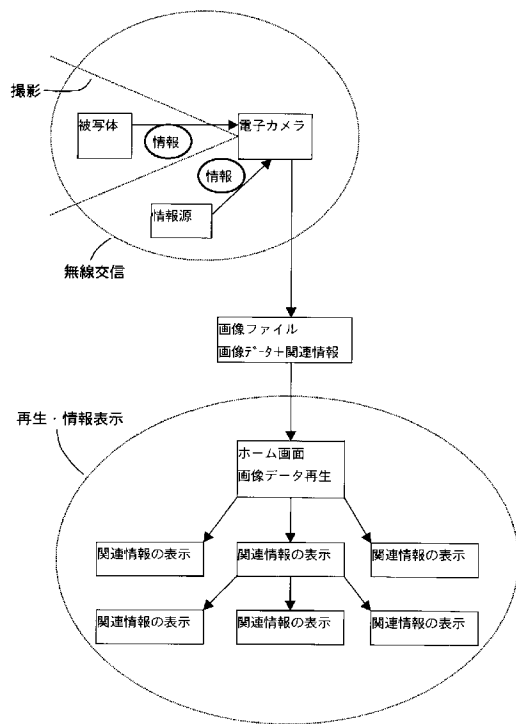 撮影
被写体
電子カメラ
情報
情報
情報源
無線交信
画像ファイル
画像ﾃﾞｰﾀ＋関連情報
再生・情報表示
ホーム画面
画像データ再生
関連情報の表示
関連情報の表示
関連情報の表示
関連情報の表示
関連情報の表示
関連情報の表示